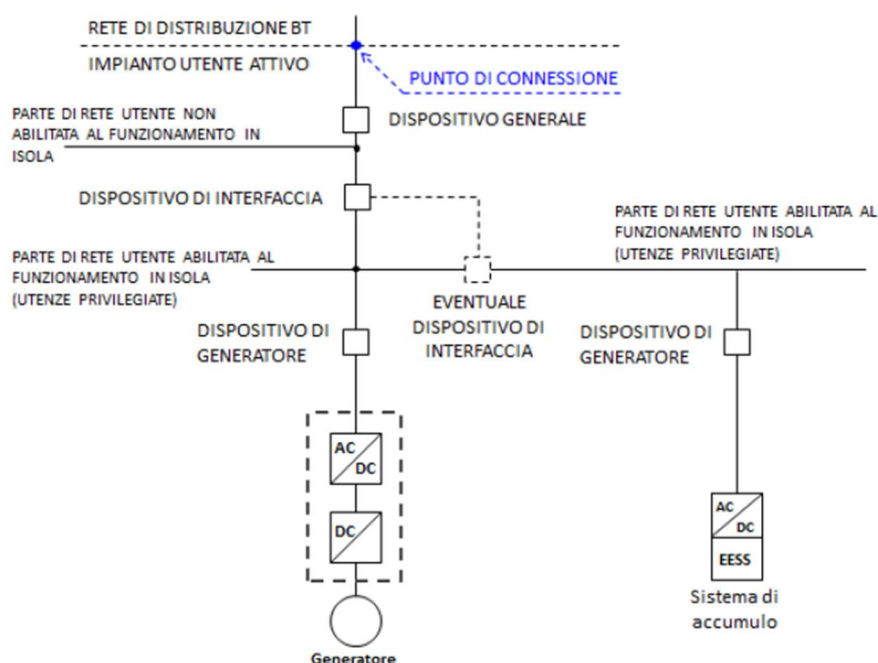 RETE DI DISTRIBUZIONE BT
IMPIANTO UTENTE ATTIVO
PUNTO DI CONNESSIONE
PARTE DI RETE UTENTE NON
ABILITATA AL FUNZIONAMENTO IN
ISOLA
DISPOSITIVO GENERALE
DISPOSITIVO DI INTERFACCIA
PARTE DI RETE UTENTE ABILITATA AL
FUNZIONAMENTO IN ISOLA
(UTENZE PRIVILEGIATE)
PARTE DI RETE UTENTE ABILITATA AL
FUNZIONAMENTO IN ISOLA
(UTENZE PRIVILEGIATE)
EVENTUALE
DISPOSITIVO DI
INTERFACCIA
DISPOSITIVO DI
GENERATORE
DISPOSITIVO DI
GENERATORE
AC
DC
DC
AC
DC
EESS
Sistema di
accumulo
Generatore